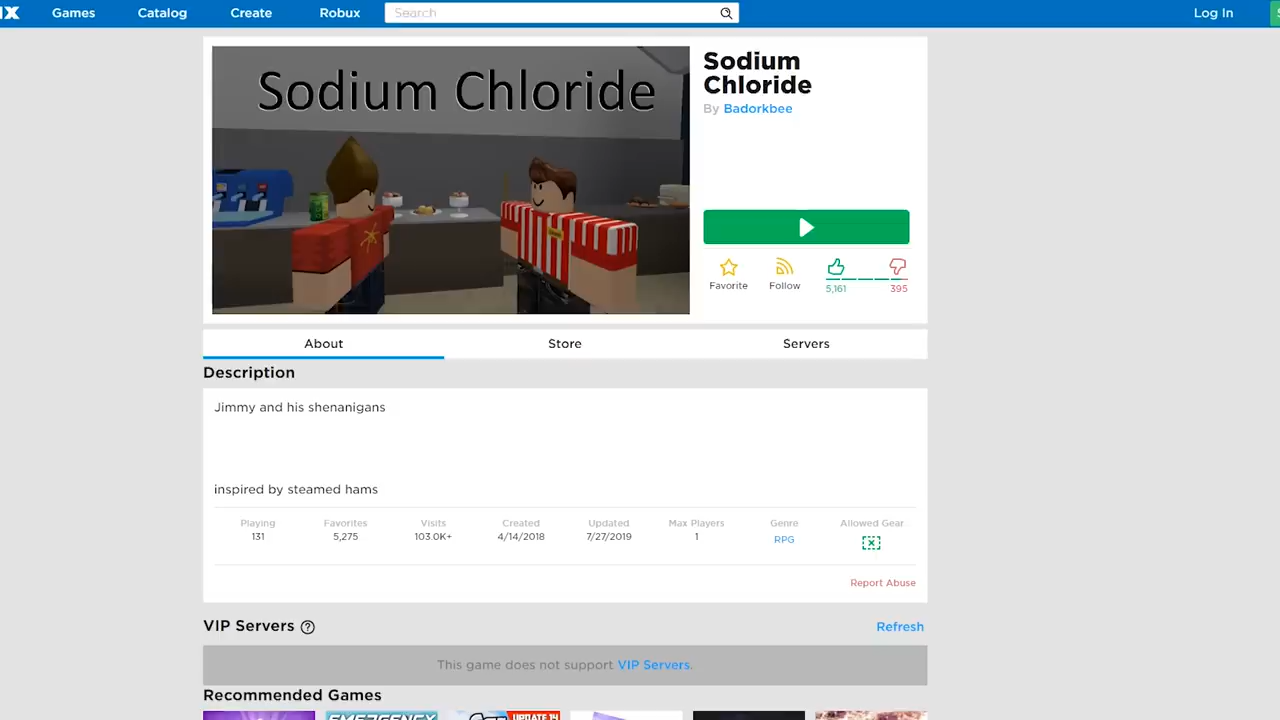 Games Catalog Create Robux Search Log In
Sodium Chloride
Sodium
Chloride
By Badorkbee
Favorite Follow 5,161 395
About Store Servers
Description
Jimmy and his shenanigans
inspired by steamed hams
Playing Favorites Visits Created Updated Max Players Genre Allowed Gear
131 5,275 103.0K+ 4/14/2018 7/27/2019 1 RPG
Report Abuse
VIP Servers Refresh
This game does not support VIP Servers.
Recommended Games
UPDATE 14